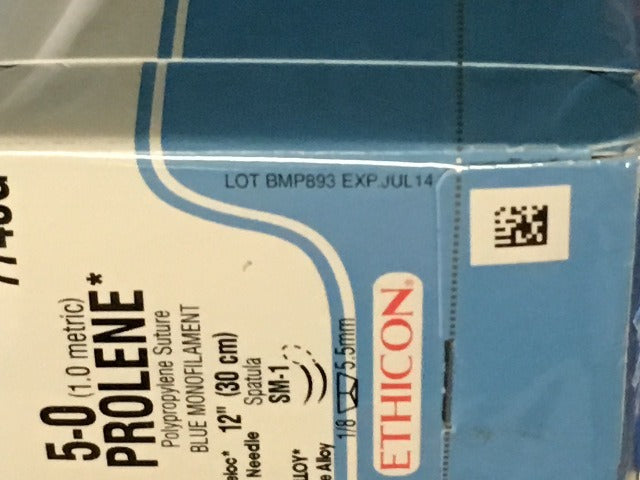 LOT BMP893 EXP.JUL14
5-0 (1.0 metric)
PROLENE*
Polypropylene Suture
BLUE MONOFILAMENT
12" (30 cm)
Needle Spatula
SM-1
Alloy
1/8 5.5mm
ETHICON